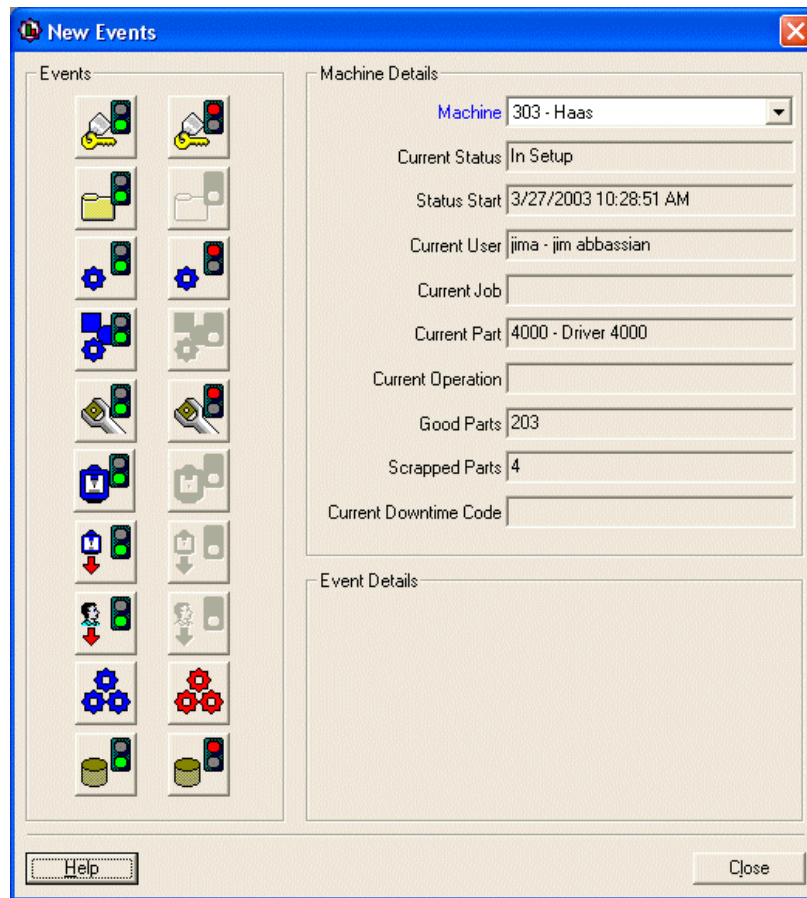 New Events
Events
Machine Details
Machine 303 - Haas
Current Status In Setup
Status Start 3/27/2003 10:28:51 AM
Current User jima - jim abbassian
Current Job
Current Part 4000 - Driver 4000
Current Operation
Good Parts 203
Scrapped Parts 4
Current Downtime Code
Event Details
Help
Close